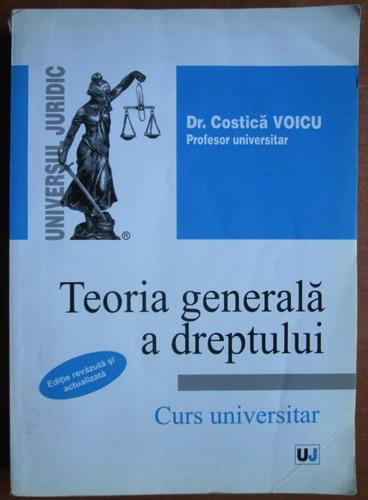 UNIVERSUL JURIDIC
®
Dr. Costică VOICU
Profesor universitar
Teoria generală
a dreptului
Ediție revăzută și
actualizată
Curs universitar
UJ